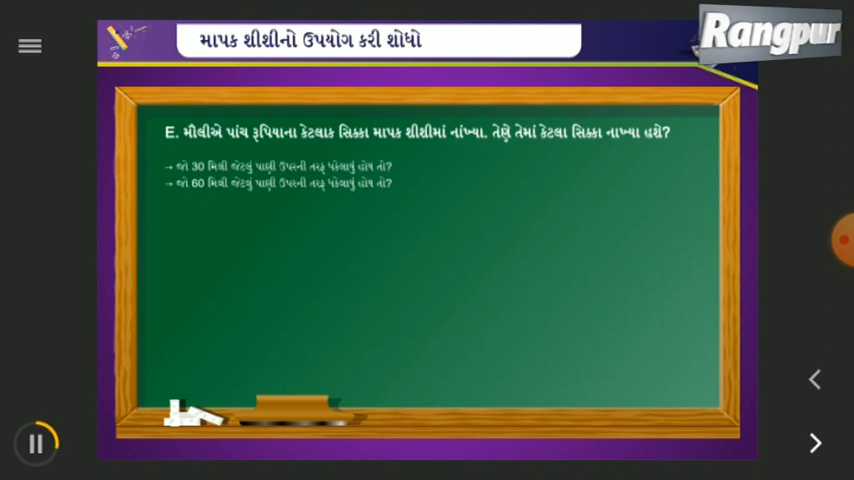 માપક શીશીનો ઉપયોગ કરી શોધો
Rangpur
E. મૌલીએ પાંચ રૂપિયાના કેટલાક સિક્કા માપક શીશીમાં નાંખ્યા. તેણે તેમાં કેટલા સિક્કા નાખ્યા હશે?
→ જો 30 મિલી જેટલું પાણી ઉપરની તરફ ધકેલાયું હોય તો?
→ જો 60 મિલી જેટલું પાણી ઉપરની તરફ ધકેલાયું હોય તો?